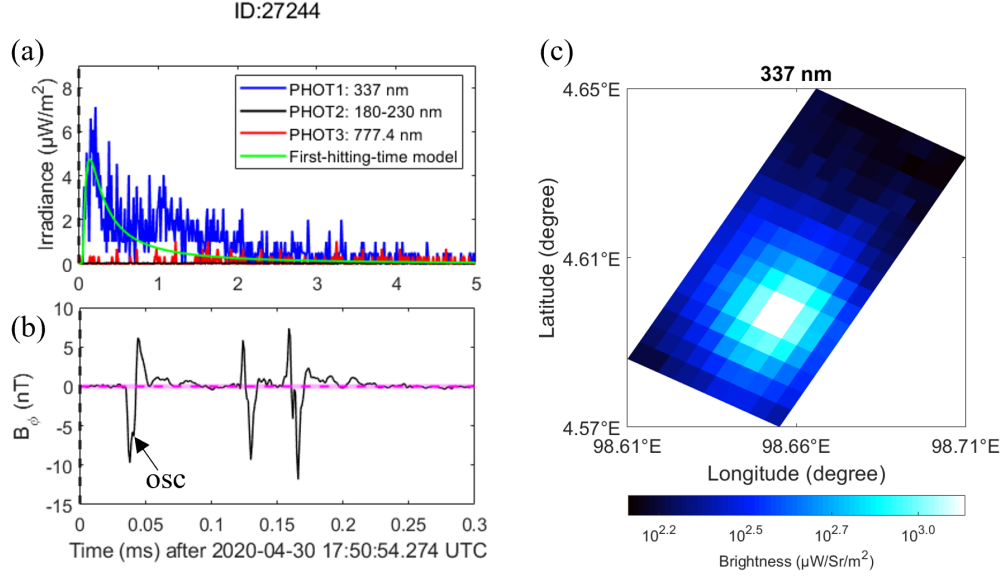 ID:27244
(a)
Irradiance (μW/m²)
8
6
4
2
0
PHOT1: 337 nm
PHOT2: 180-230 nm
PHOT3: 777.4 nm
First-hitting-time model
0 1 2 3 4 5
(b)
B_ϕ (nT)
10
5
0
-5
-10
-15
osc
0 0.05 0.1 0.15 0.2 0.25 0.3
Time (ms) after 2020-04-30 17:50:54.274 UTC
(c)
337 nm
Latitude (degree)
4.65°E
4.61°E
4.57°E
98.61°E 98.66°E 98.71°E
Longitude (degree)
10^2.2 10^2.5 10^2.7 10^3.0
Brightness (μW/Sr/m²)